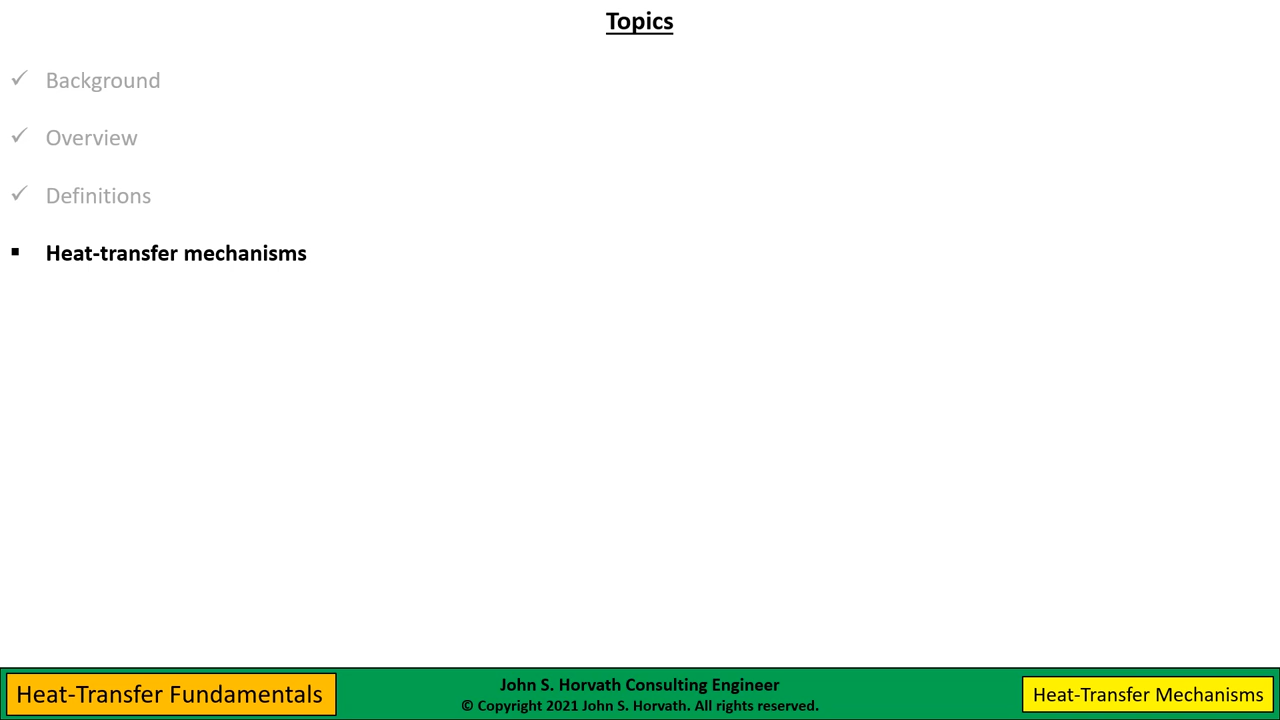 Topics
✓ Background
✓ Overview
✓ Definitions
▪ Heat-transfer mechanisms
Heat-Transfer Fundamentals
John S. Horvath Consulting Engineer
© Copyright 2021 John S. Horvath. All rights reserved.
Heat-Transfer Mechanisms